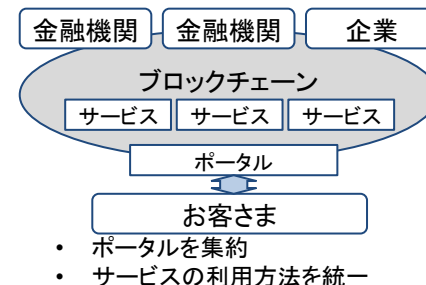 金融機関 金融機関 企業
ブロックチェーン
サービス サービス サービス
ポータル
お客さま
• ポータルを集約
• サービスの利用方法を統一